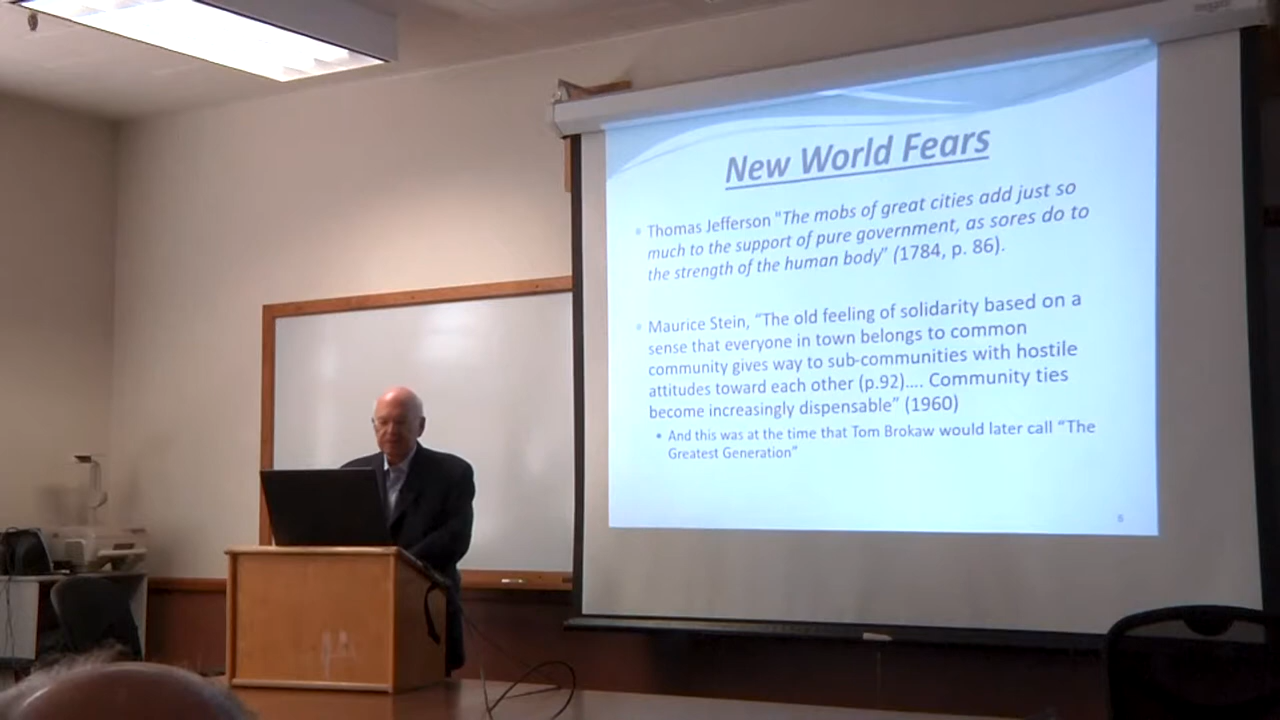 New World Fears
Thomas Jefferson "The mobs of great cities add just so
much to the support of pure government, as sores do to
the strength of the human body” (1784, p. 86).
Maurice Stein, “The old feeling of solidarity based on a
sense that everyone in town belongs to common
community gives way to sub-communities with hostile
attitudes toward each other (p.92)…. Community ties
become increasingly dispensable” (1960)
And this was at the time that Tom Brokaw would later call “The
Greatest Generation”
6